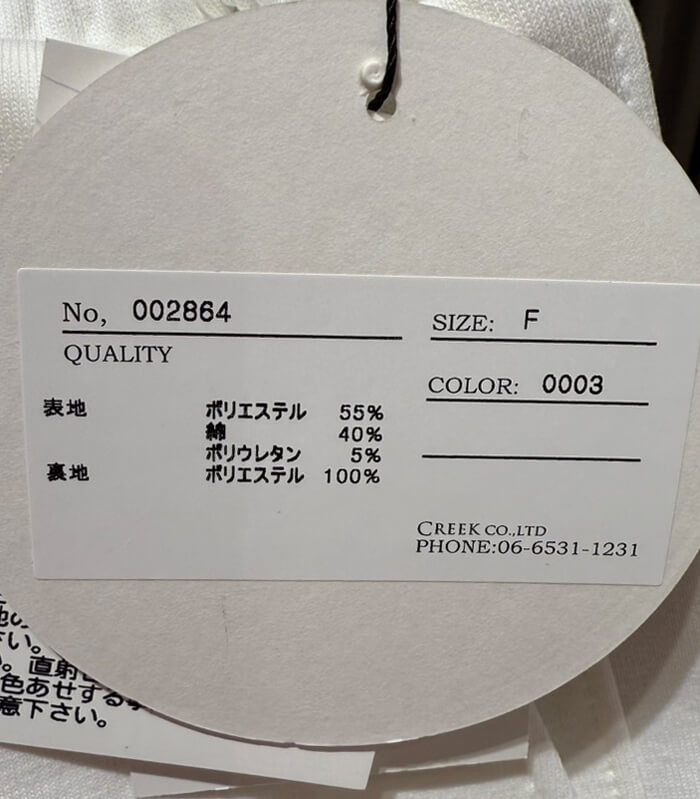 No, 002864
SIZE: F
QUALITY
COLOR: 0003
表地 ポリエステル 55%
綿 40%
ポリウレタン 5%
裏地 ポリエステル 100%
CREEK CO.,LTD
PHONE:06-6531-1231
さい。
直射
色あせする
意下さい。